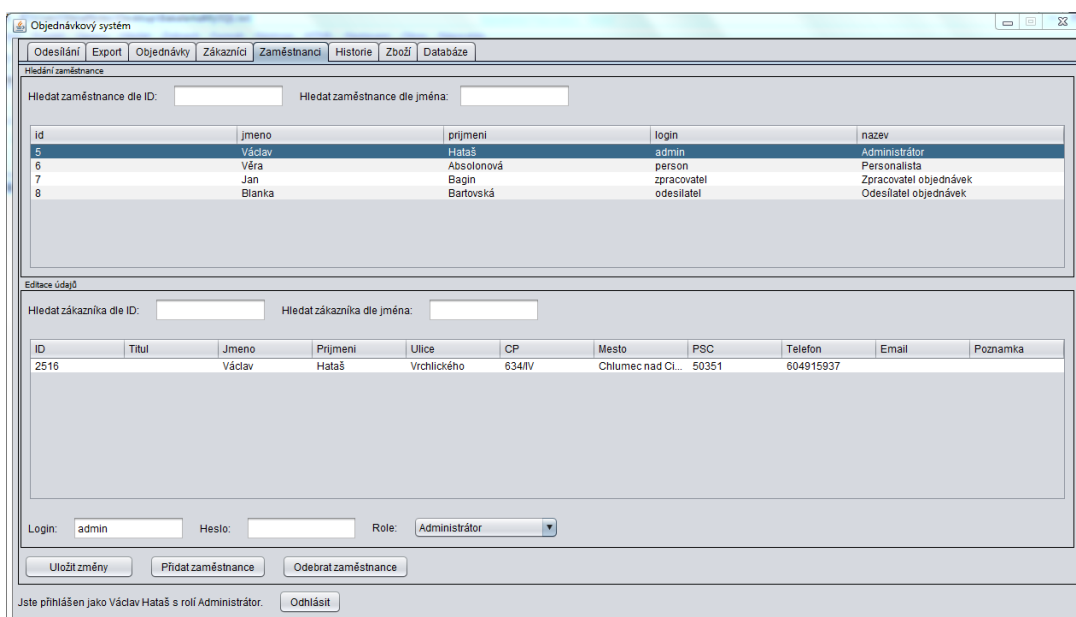 Objednávkový systém
Odesílání Export Objednávky Zákazníci Zaměstnanci Historie Zboží Databáze
Hledání zaměstnance
Hledat zaměstnance dle ID: Hledat zaměstnance dle jména:
id jmeno prijmeni login nazev
5 Václav Hataš admin Administrátor
6 Věra Absolonová person Personalista
7 Jan Bagin zpracovatel Zpracovatel objednávek
8 Blanka Bartovská odesilatel Odesílatel objednávek
Editace údajů
Hledat zákazníka dle ID: Hledat zákazníka dle jména:
ID Titul Jmeno Prijmeni Ulice CP Mesto PSC Telefon Email Poznamka
2516 Václav Hataš Vrchlického 634/IV Chlumec nad Ci... 50351 604915937
Login: admin Heslo: Role: Administrátor
Uložit změny Přidat zaměstnance Odebrat zaměstnance
Jste přihlášen jako Václav Hataš s rolí Administrátor. Odhlásit